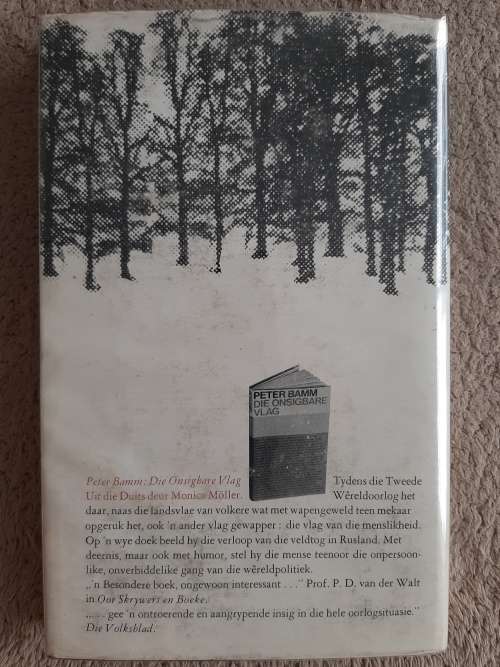 PETER BAMM
DIE ONSIGBARE
VLAG
Peter Bamm: Die Onsigbare Vlag
Uit die Duits deur Monica Möller.
Tydens die Tweede
Wêreldoorlog het
daar, naas die landsvlae van volkere wat met wapengeweld teen mekaar
opgeruk het, ook 'n ander vlag gewapper : die vlag van die menslikheid.
Op 'n wye doek beeld hy die verloop van die veldtog in Rusland. Met
deernis, maar ook met humor, stel hy die mense teenoor die onpersoon-
like, onverbiddelike gang van die wêreldpolitiek.
„'n Besondere boek, ongewoon interessant . . .” Prof. P. D. van der Walt
in Oor Skrywers en Boeke.
„. . . gee 'n ontroerende en aangrypende insig in die hele oorlogsituasie.”
Die Volksblad.